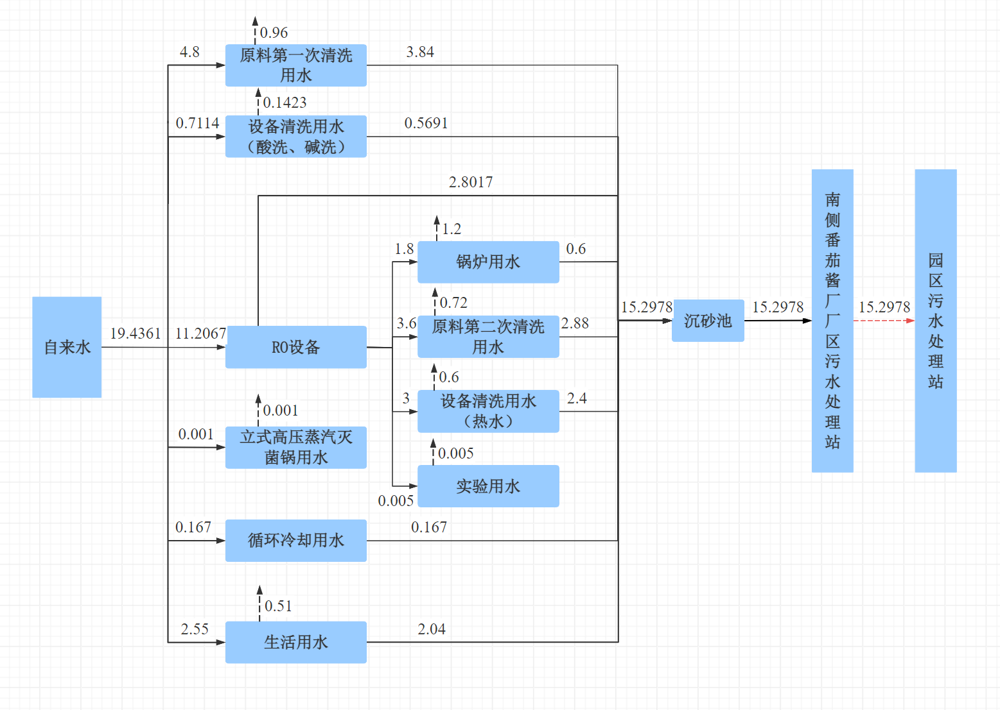 0.96
4.8
原料第一次清洗
用水
3.84
0.1423
0.7114
设备清洗用水
（酸洗、碱洗）
0.5691
2.8017
1.2
1.8
锅炉用水
0.6
0.72
3.6
原料第二次清洗
用水
2.88
自来水
19.4361
11.2067
RO设备
0.6
3
设备清洗用水
（热水）
2.4
0.001
0.001
立式高压蒸汽灭
菌锅用水
0.005
0.005
实验用水
0.167
循环冷却用水
0.167
0.51
2.55
生活用水
2.04
15.2978
沉砂池
15.2978
南侧番茄酱厂厂区污水处理站
15.2978
园区污水处理站